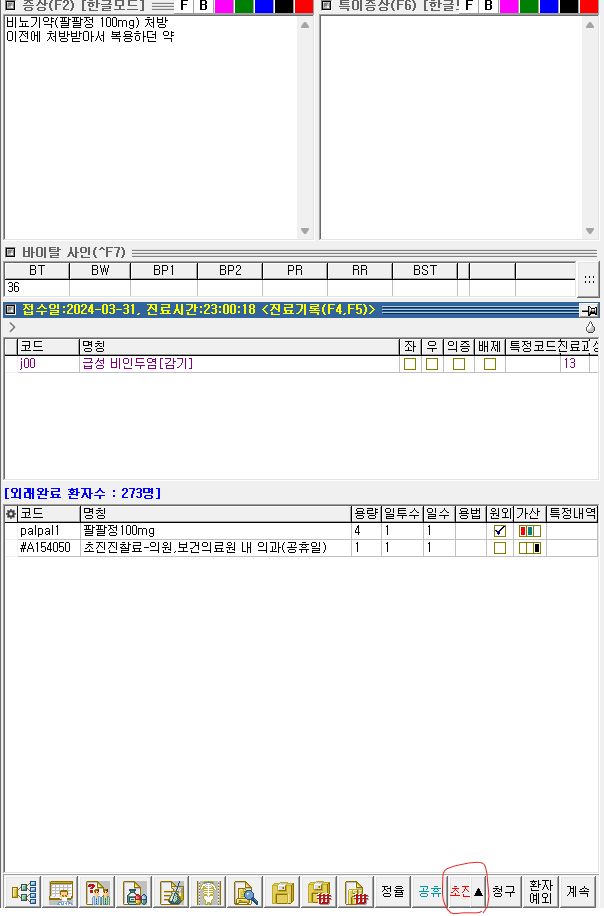 증상(F2) [한글모드] F B
특이증상(F6) [한글! F B
비뇨기약(팔팔정 100mg) 처방
이전에 처방받아서 복용하던 약
바이탈 사인(^F7)
BT BW BP1 BP2 PR RR BST
36
접수일:2024-03-31, 진료시간:23:00:18 <진료기록(F4,F5)>
코드 명칭 좌 우 의증 배제 특정코드
j00 급성 비인두염[감기] 13
[외래완료 환자수 : 273명]
코드 명칭 용량 일투수 일수 용법 원외 가산 특정내역
palpal1 팔팔정100mg 4 1 1
#A154050 초진진찰료-의원,보건의료원 내 의과(공휴일) 1 1 1
정율 공휴 초진 ▲ 청구 환자예외 계속